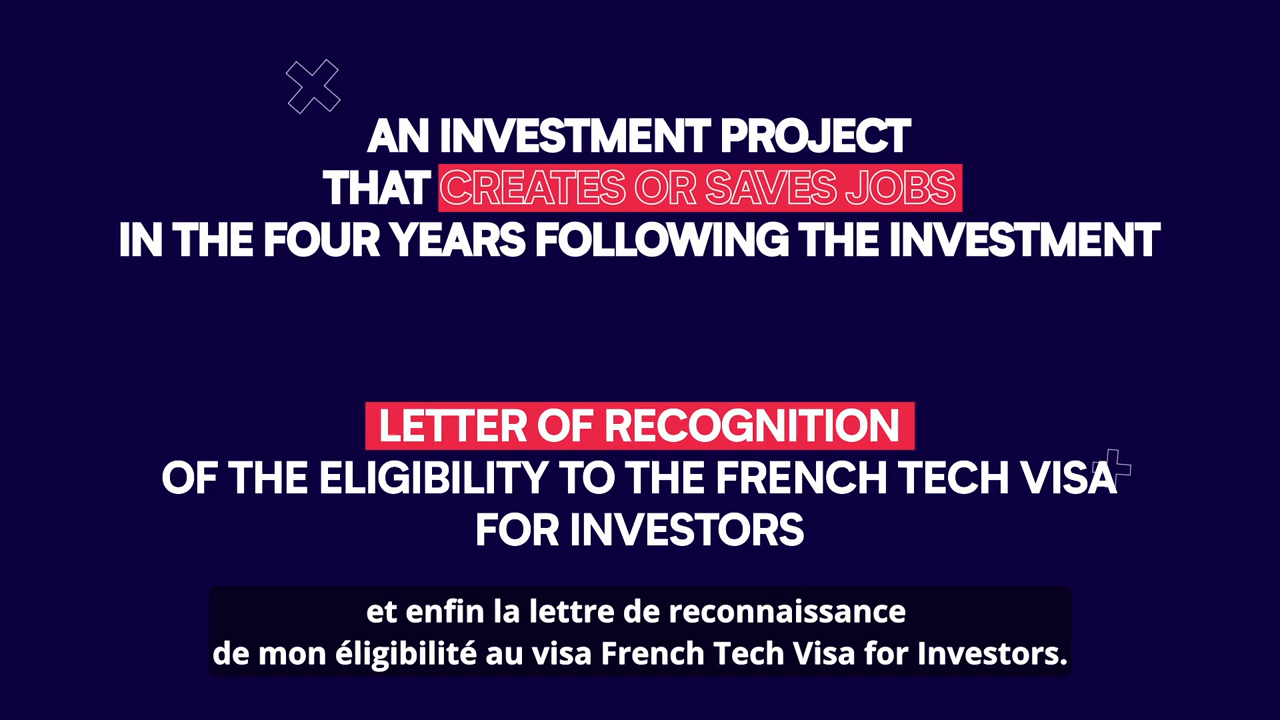 AN INVESTMENT PROJECT
THAT CREATES OR SAVES JOBS
IN THE FOUR YEARS FOLLOWING THE INVESTMENT
LETTER OF RECOGNITION
OF THE ELIGIBILITY TO THE FRENCH TECH VISA
FOR INVESTORS
et enfin la lettre de reconnaissance
de mon éligibilité au visa French Tech Visa for Investors.